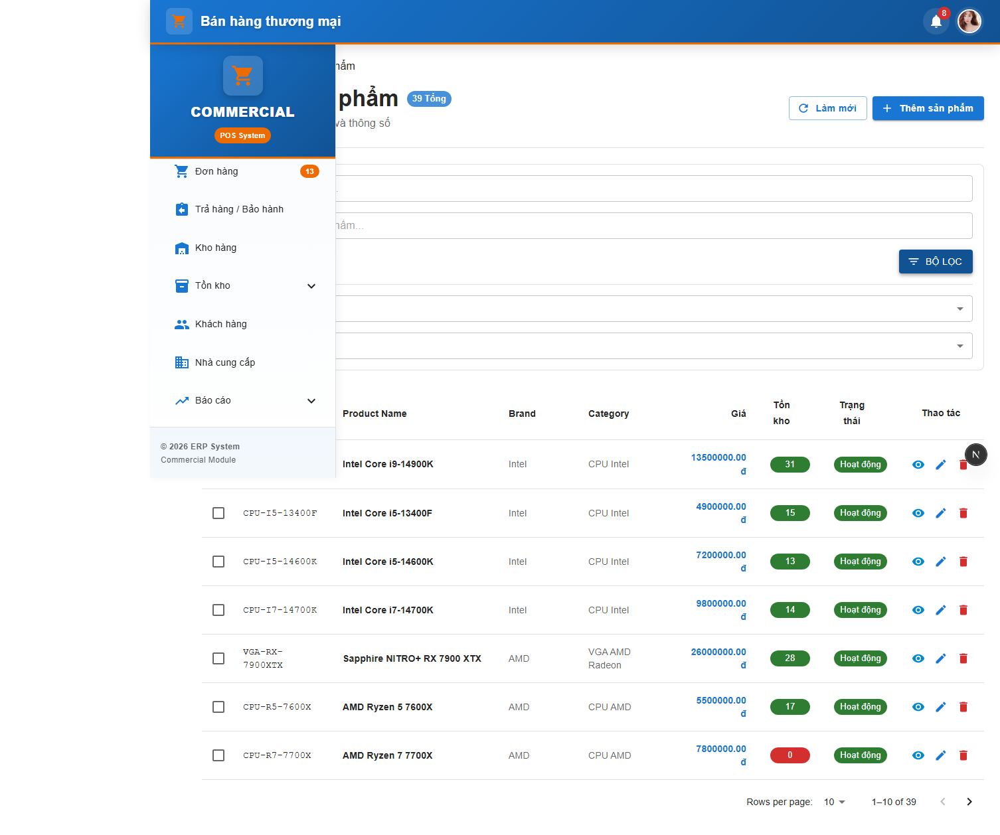 Bán hàng thương mại
8
COMMERCIAL
POS System
Đơn hàng
13
Trả hàng / Bảo hành
Kho hàng
Tồn kho
Khách hàng
Nhà cung cấp
Báo cáo
© 2026 ERP System
Commercial Module
phẩm
39 Tổng
và thông số
Làm mới
Thêm sản phẩm
BỘ LỌC
Product Name
Brand
Category
Giá
Tồn kho
Trạng thái
Thao tác
Intel Core i9-14900K
Intel
CPU Intel
13500000.00 đ
31
Hoạt động
N
CPU-I5-13400F
Intel Core i5-13400F
Intel
CPU Intel
4900000.00 đ
15
Hoạt động
CPU-I5-14600K
Intel Core i5-14600K
Intel
CPU Intel
7200000.00 đ
13
Hoạt động
CPU-I7-14700K
Intel Core i7-14700K
Intel
CPU Intel
9800000.00 đ
14
Hoạt động
VGA-RX-7900XTX
Sapphire NITRO+ RX 7900 XTX
AMD
VGA AMD Radeon
26000000.00 đ
28
Hoạt động
CPU-R5-7600X
AMD Ryzen 5 7600X
AMD
CPU AMD
5500000.00 đ
17
Hoạt động
CPU-R7-7700X
AMD Ryzen 7 7700X
AMD
CPU AMD
7800000.00 đ
0
Hoạt động
Rows per page:
10
1–10 of 39